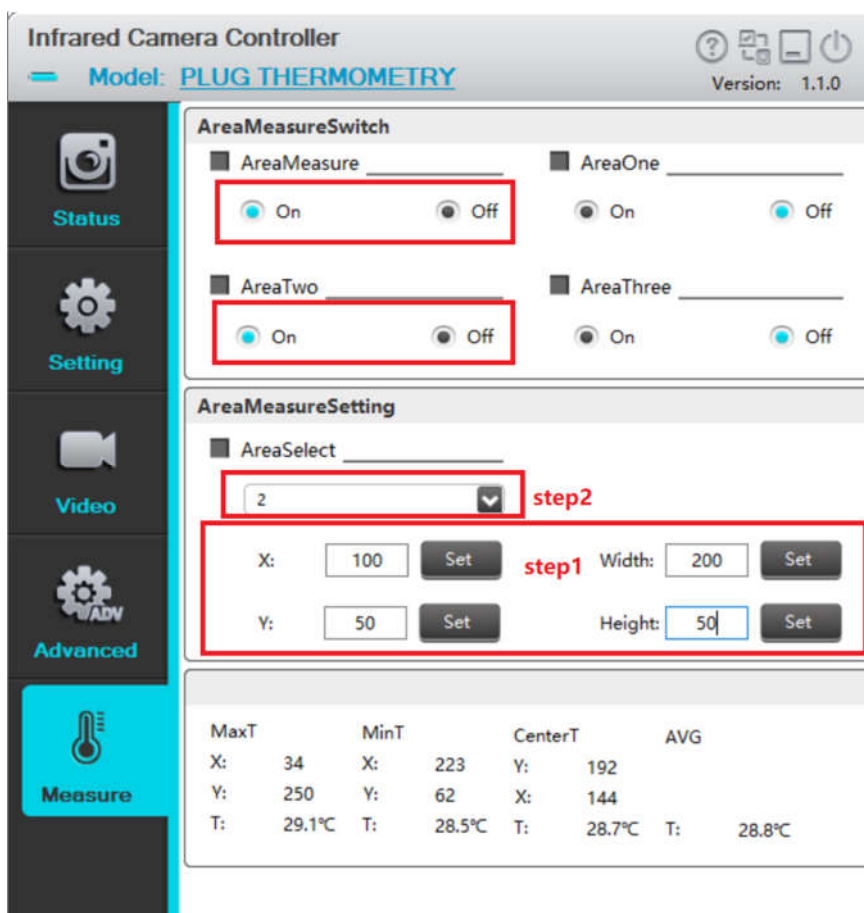 Infrared Camera Controller
Model: PLUG THERMOMETRY
Version: 1.1.0
Status
Setting
Video
ADV
Advanced
Measure
AreaMeasureSwitch
AreaMeasure AreaOne
On Off On Off
AreaTwo AreaThree
On Off On Off
AreaMeasureSetting
AreaSelect
2 step2
X: 100 Set step1 Width: 200 Set
Y: 50 Set Height: 50 Set
MaxT MinT CenterT AVG
X: 34 X: 223 Y: 192
Y: 250 Y: 62 X: 144
T: 29.1℃ T: 28.5℃ T: 28.7℃ T: 28.8℃